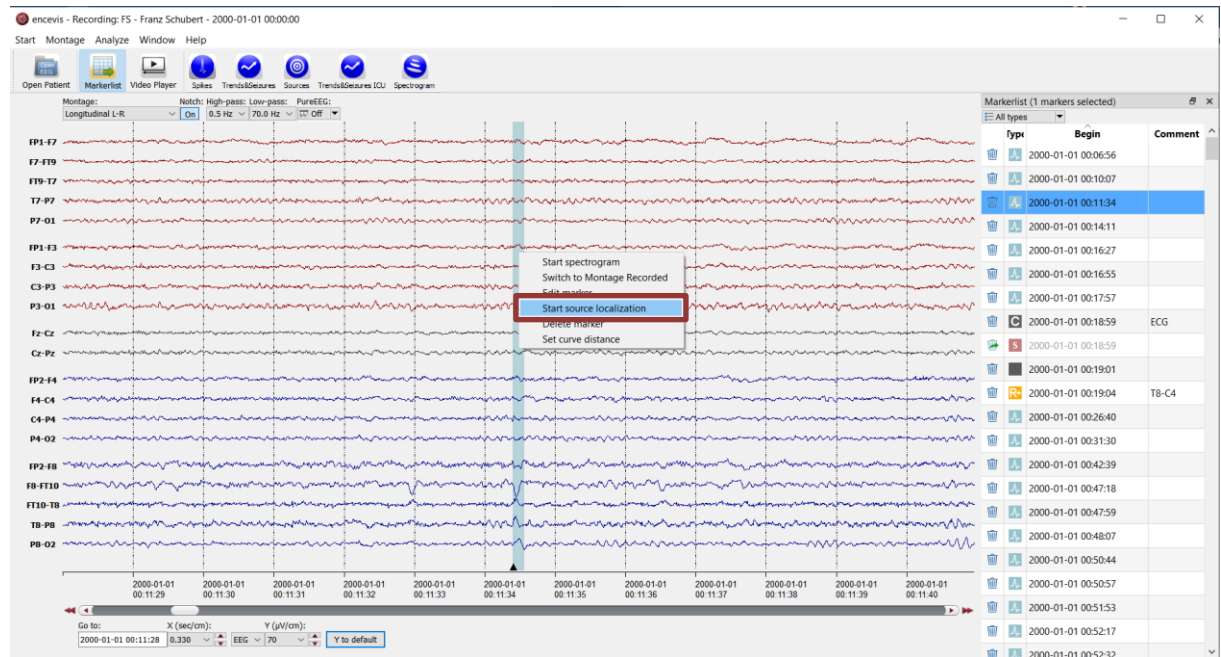 encevis - Recording: FS - Franz Schubert - 2000-01-01 00:00:00
Start Montage Analyze Window Help
Open EEG
Open Patient Markerlist Video Player Spikes Trends&Seizures Sources Trends&Seizures ICU Spectrogram
Montage: Notch: High-pass: Low-pass: PureEEG:
Longitudinal L-R On 0.5 Hz 70.0 Hz Off
FP1-F7
F7-FT9
FT9-T7
T7-P7
P7-O1
FP1-F3
F3-C3
C3-P3
P3-O1
Fz-Cz
Cz-Pz
FP2-F4
F4-C4
C4-P4
P4-O2
FP2-F8
F8-FT10
FT10-T8
T8-P8
P8-O2
Start spectrogram
Switch to Montage Recorded
Edit marker
Start source localization
Delete marker
Set curve distance
2000-01-01 2000-01-01 2000-01-01 2000-01-01 2000-01-01 2000-01-01 2000-01-01 2000-01-01 2000-01-01 2000-01-01 2000-01-01 2000-01-01
00:11:29 00:11:30 00:11:31 00:11:32 00:11:33 00:11:34 00:11:35 00:11:36 00:11:37 00:11:38 00:11:39 00:11:40
Go to: X (sec/cm): Y (µV/cm):
2000-01-01 00:11:28 0.330 EEG 70 Y to default
Markerlist (1 markers selected)
All types
Type Begin Comment
2000-01-01 00:06:56
2000-01-01 00:10:07
2000-01-01 00:11:34
2000-01-01 00:14:11
2000-01-01 00:16:27
2000-01-01 00:16:55
2000-01-01 00:17:57
C 2000-01-01 00:18:59 ECG
S 2000-01-01 00:18:59
2000-01-01 00:19:01
R 2000-01-01 00:19:04 T8-C4
2000-01-01 00:26:40
2000-01-01 00:31:30
2000-01-01 00:42:39
2000-01-01 00:47:18
2000-01-01 00:47:59
2000-01-01 00:48:07
2000-01-01 00:50:44
2000-01-01 00:50:57
2000-01-01 00:51:53
2000-01-01 00:52:17
2000-01-01 00:52:32